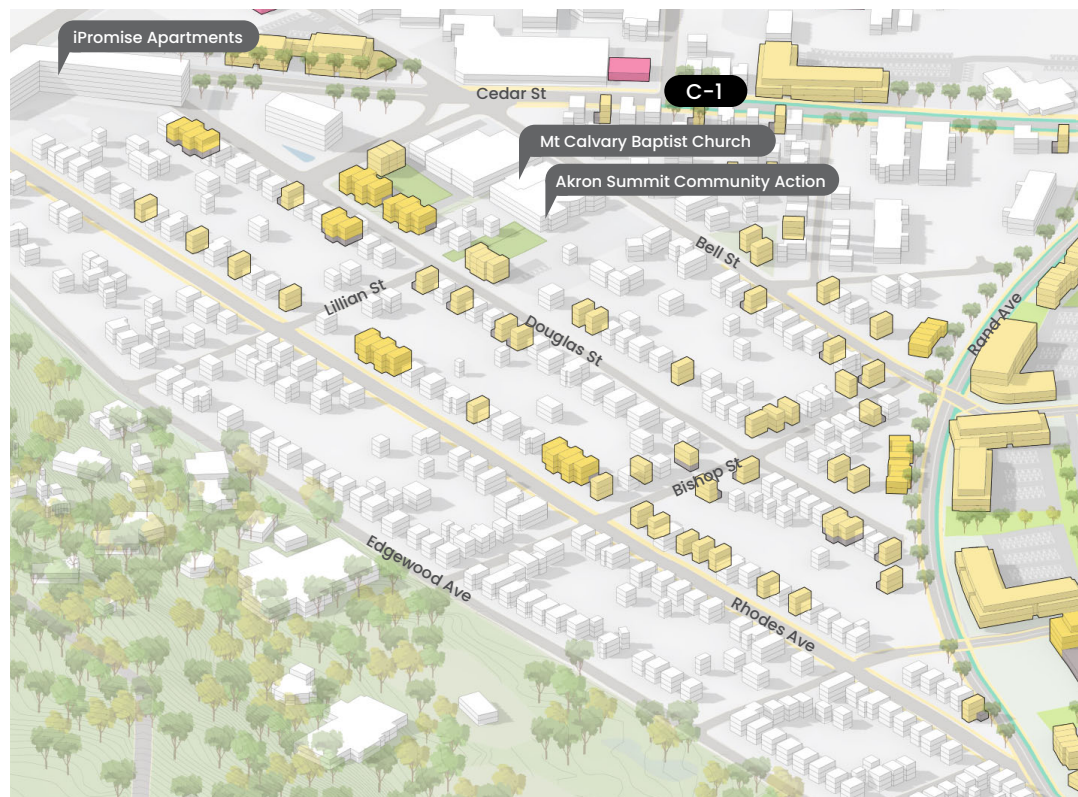 iPromise Apartments
Cedar St
C-1
Mt Calvary Baptist Church
Akron Summit Community Action
Bell St
Lillian St
Rand Ave
Douglas St
Bishop St
Edgewood Ave
Rhodes Ave